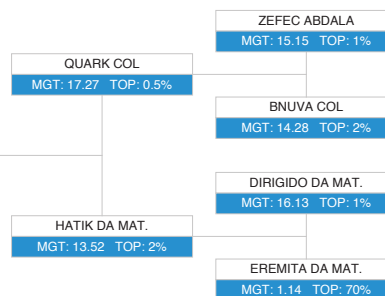 ZEFEC ABDALA
MGT: 15.15 TOP: 1%
QUARK COL
MGT: 17.27 TOP: 0.5%
BNUVA COL
MGT: 14.28 TOP: 2%
DIRIGIDO DA MAT.
MGT: 16.13 TOP: 1%
HATIK DA MAT.
MGT: 13.52 TOP: 2%
EREMITA DA MAT.
MGT: 1.14 TOP: 70%